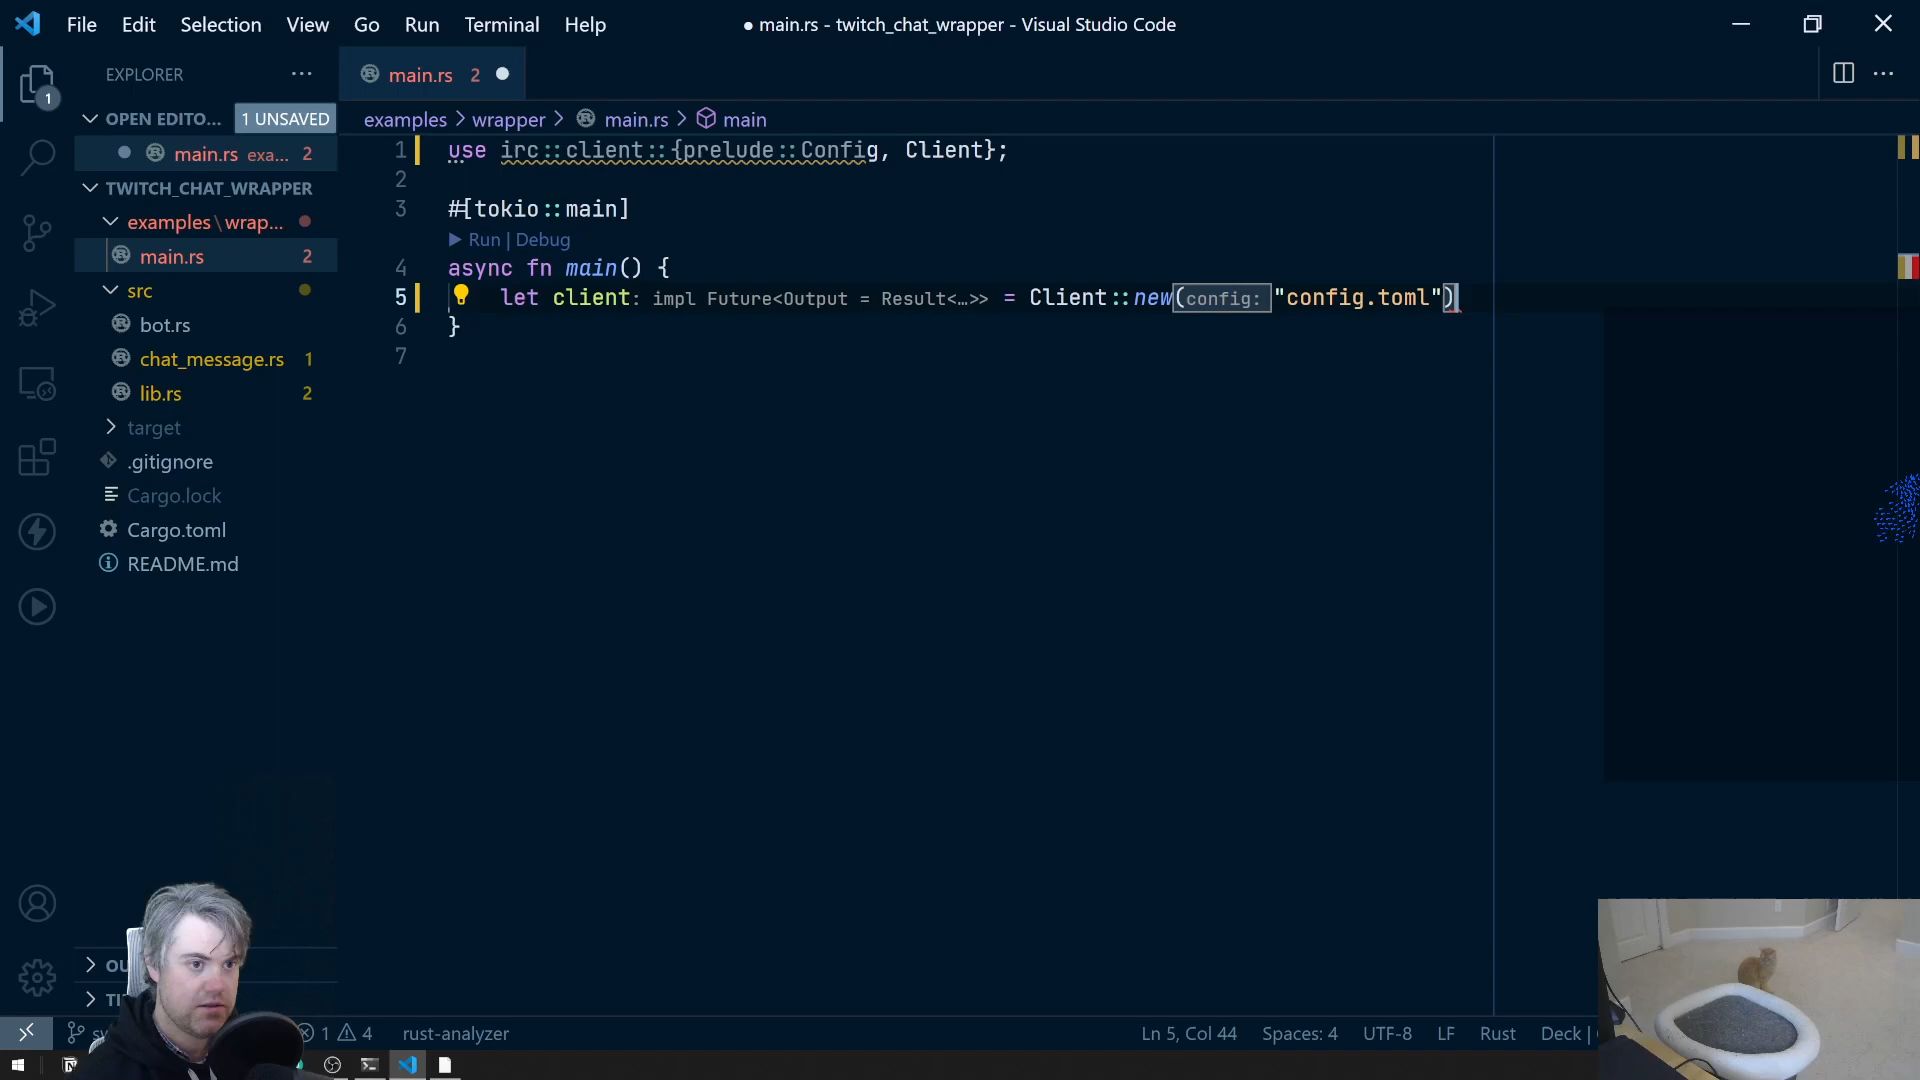 File Edit Selection View Go Run Terminal Help
● main.rs - twitch_chat_wrapper - Visual Studio Code
EXPLORER
main.rs 2
1
OPEN EDITO... 1 UNSAVED
main.rs exa... 2
TWITCH_CHAT_WRAPPER
examples\wrap...
main.rs 2
src
bot.rs
chat_message.rs 1
lib.rs 2
target
.gitignore
Cargo.lock
Cargo.toml
README.md
examples > wrapper > main.rs > main
1 use irc::client::{prelude::Config, Client};
2
3 #[tokio::main]
Run | Debug
4 async fn main() {
5 let client: impl Future<Output = Result<…>> = Client::new(config: "config.toml")
6 }
7
1 4 rust-analyzer
Ln 5, Col 44 Spaces: 4 UTF-8 LF Rust Deck |